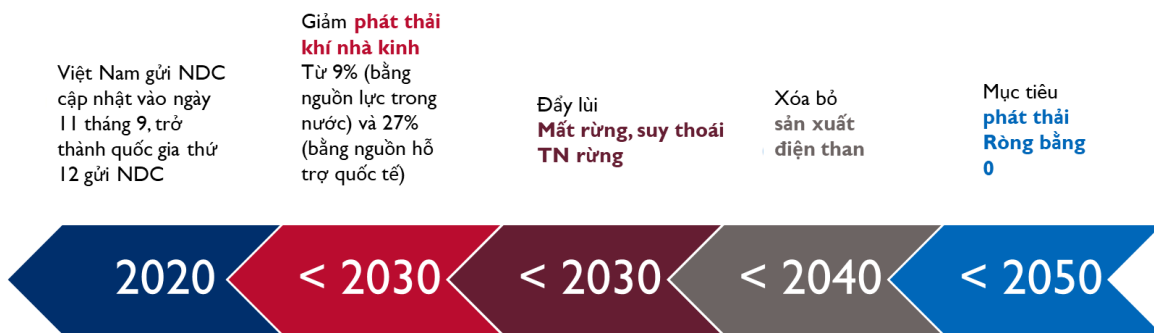 Việt Nam gửi NDC
cập nhật vào ngày
11 tháng 9, trở
thành quốc gia thứ
12 gửi NDC
Giảm phát thải
khí nhà kinh
Từ 9% (bằng
nguồn lực trong
nước) và 27%
(bằng nguồn hỗ
trợ quốc tế)
Đẩy lùi
Mất rừng, suy thoái
TN rừng
Xóa bỏ
sản xuất
điện than
Mục tiêu
phát thải
Ròng bằng
0
2020
< 2030
< 2030
< 2040
< 2050